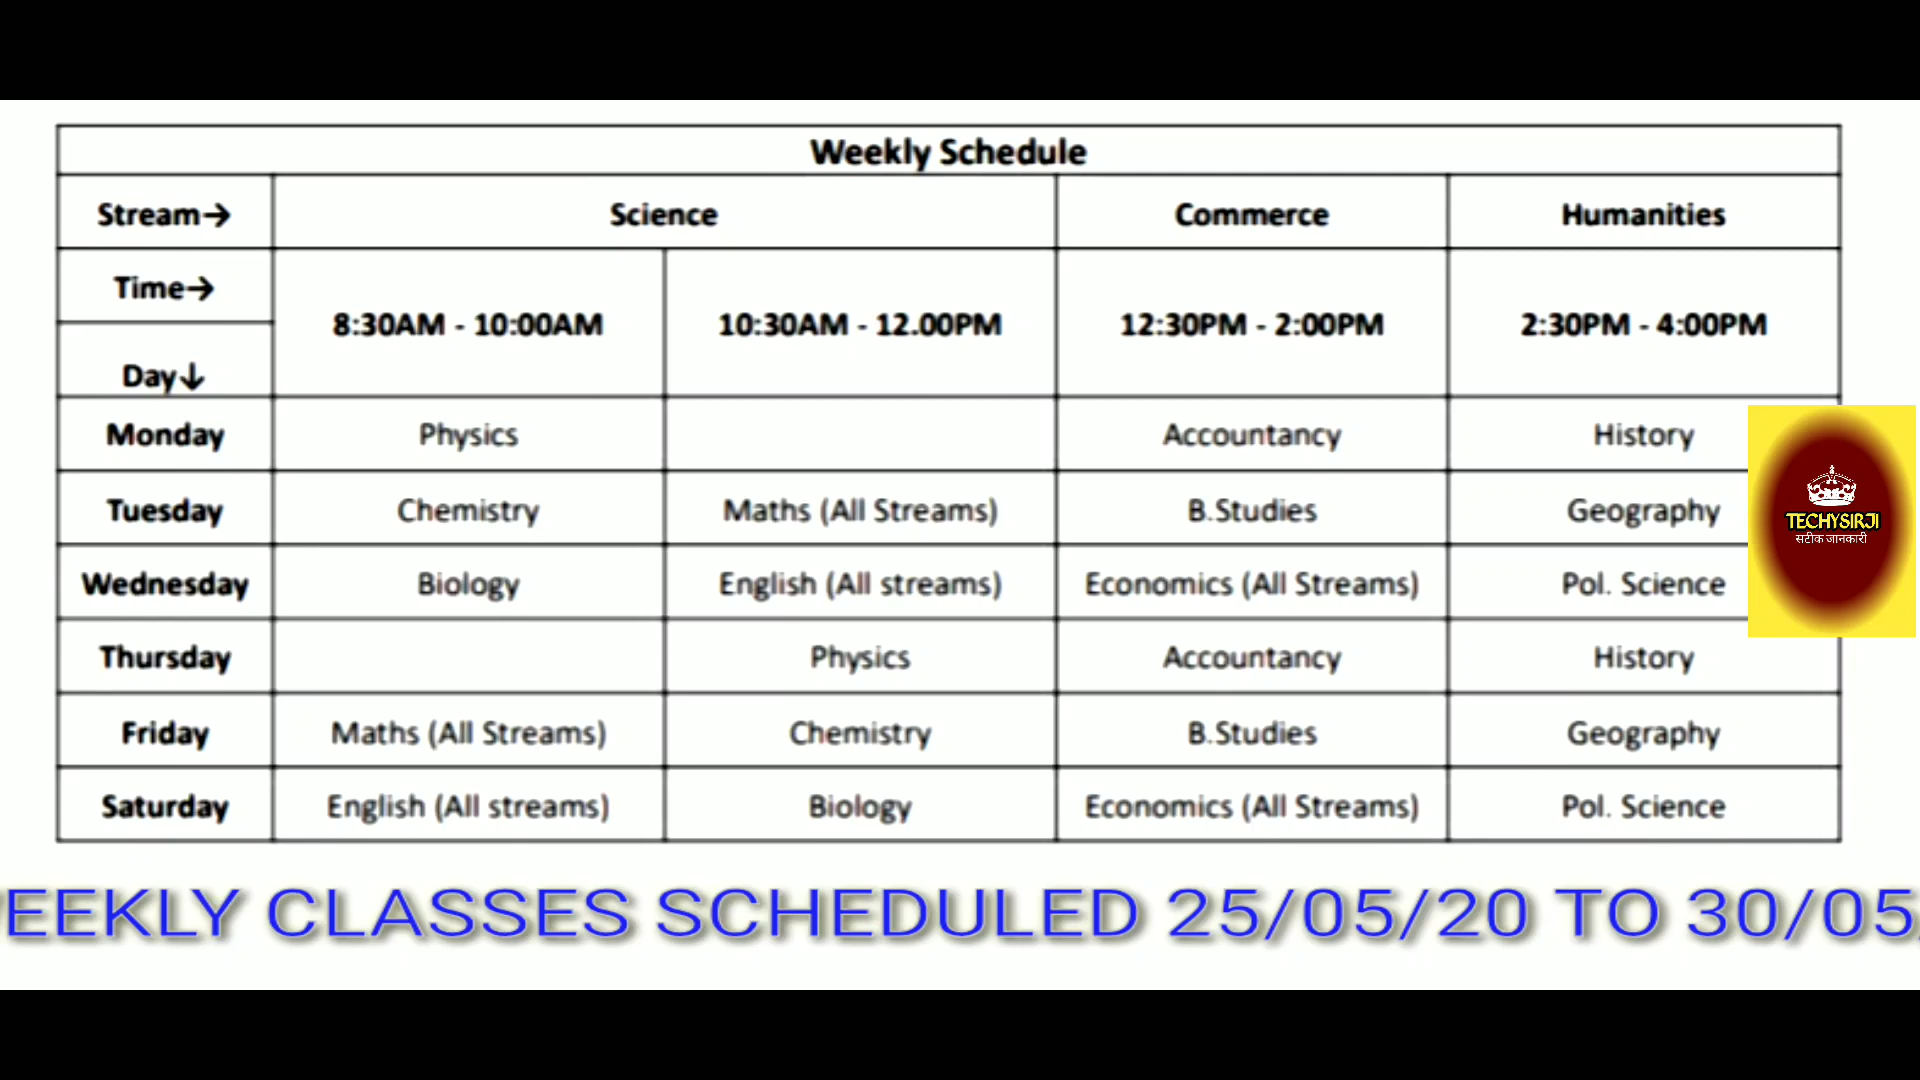 Weekly Schedule
Stream→ Science Commerce Humanities
Time→
8:30AM - 10:00AM 10:30AM - 12.00PM 12:30PM - 2:00PM 2:30PM - 4:00PM
Day↓
Monday Physics Accountancy History
Tuesday Chemistry Maths (All Streams) B.Studies Geography
Wednesday Biology English (All streams) Economics (All Streams) Pol. Science
Thursday Physics Accountancy History
Friday Maths (All Streams) Chemistry B.Studies Geography
Saturday English (All streams) Biology Economics (All Streams) Pol. Science
TECHYSIRJI
सटीक जानकारी
EEKLY CLASSES SCHEDULED 25/05/20 TO 30/05